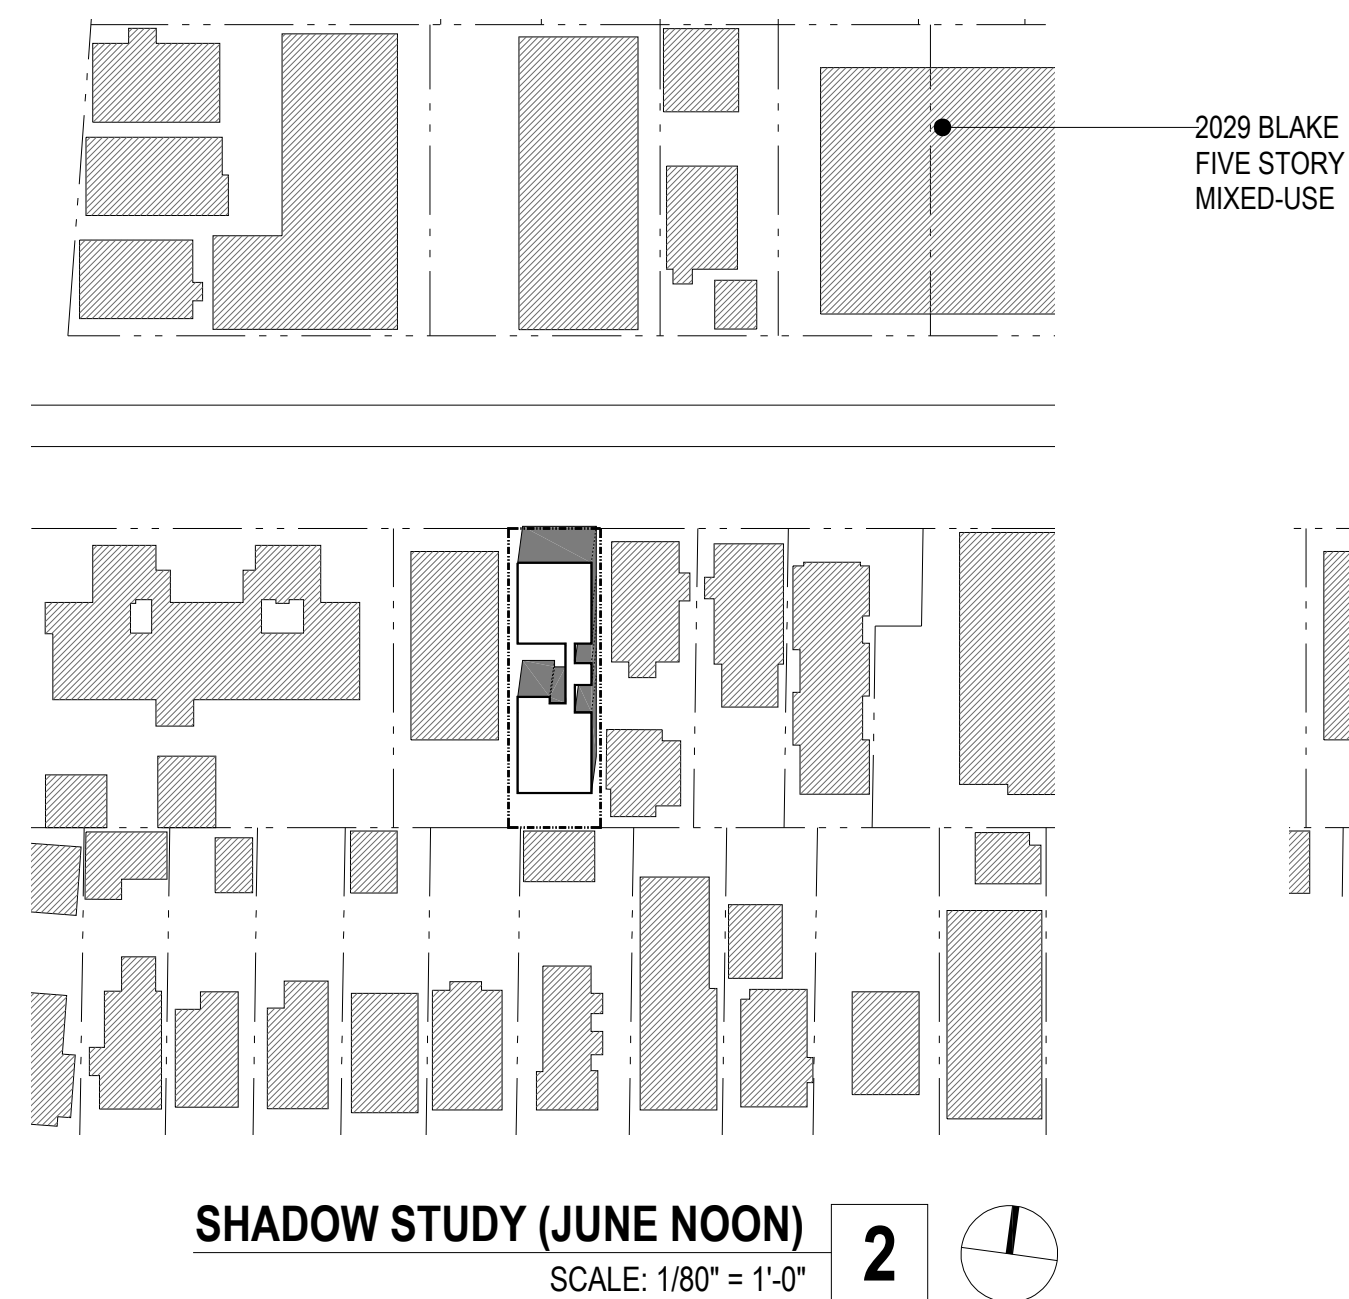 2029 BLAKE
FIVE STORY
MIXED-USE
SHADOW STUDY (JUNE NOON)
2
SCALE: 1/80" = 1'-0"